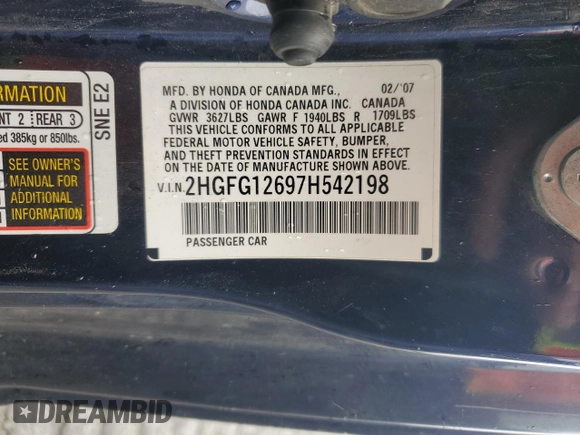 ORMATION
NT 2 REAR 3
ed 385kg or 850lbs.
SEE OWNER'S
MANUAL FOR
ADDITIONAL
INFORMATION
SNE E2
MFD. BY HONDA OF CANADA MFG., 02/'07
A DIVISION OF HONDA CANADA INC. CANADA
GVWR 3627LBS GAWR F 1940LBS R 1709LBS
THIS VEHICLE CONFORMS TO ALL APPLICABLE
FEDERAL MOTOR VEHICLE SAFETY, BUMPER,
AND THEFT PREVENTION STANDARDS IN EFFECT
ON THE DATE OF MANUFACTURE SHOWN ABOVE.
V.I.N. 2HGFG12697H542198
PASSENGER CAR
DREAMBID